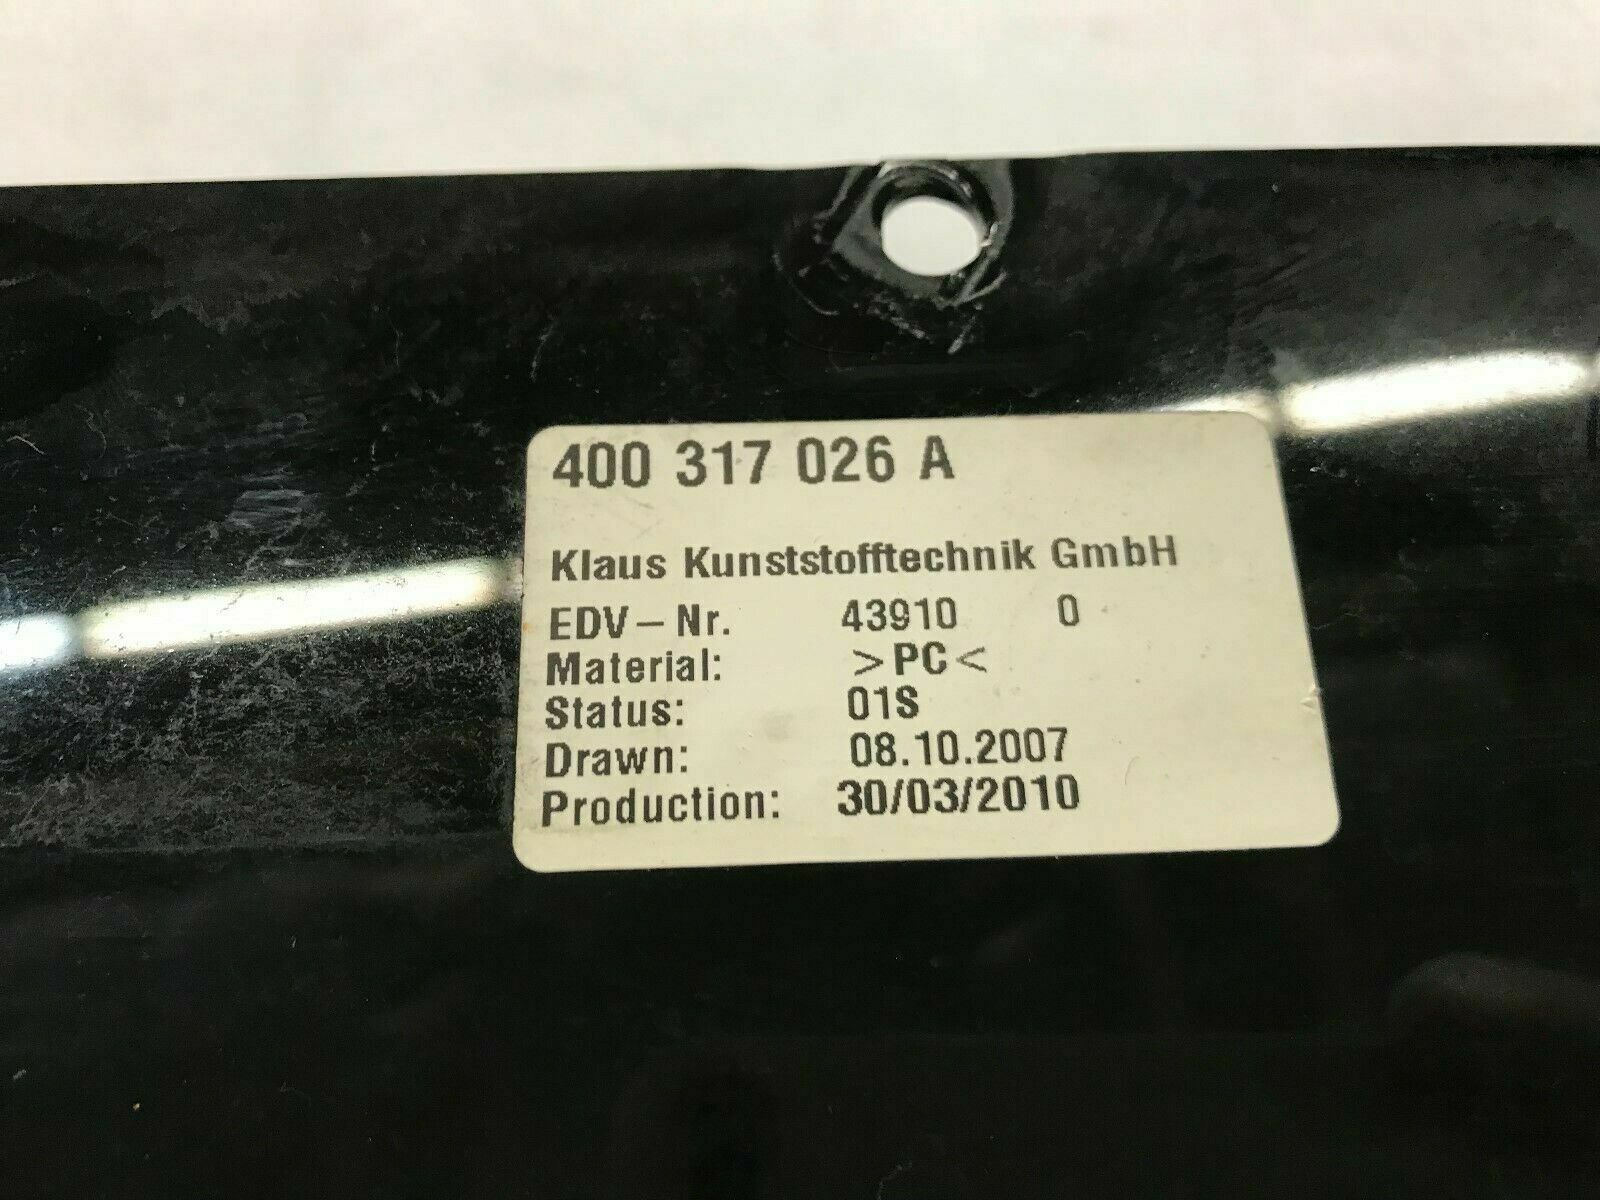 400 317 026 A
Klaus Kunststofftechnik GmbH
EDV-Nr. 43910 0
Material: >PC<
Status: 01S
Drawn: 08.10.2007
Production: 30/03/2010